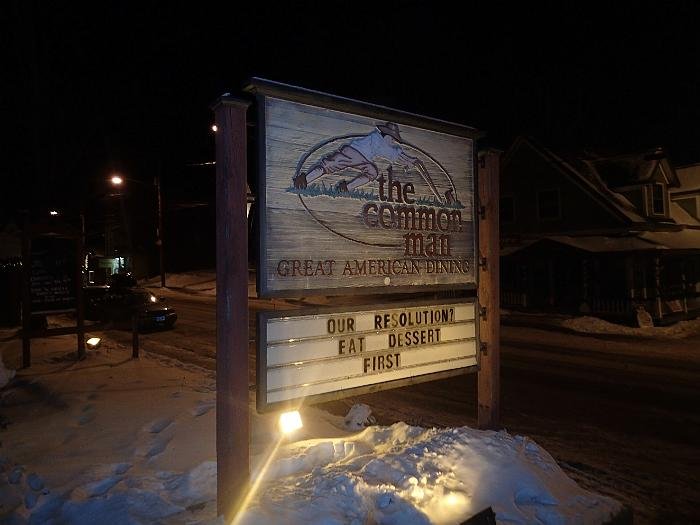 the
common
man
GREAT AMERICAN DINING
OUR RESOLUTION?
EAT DESSERT
FIRST